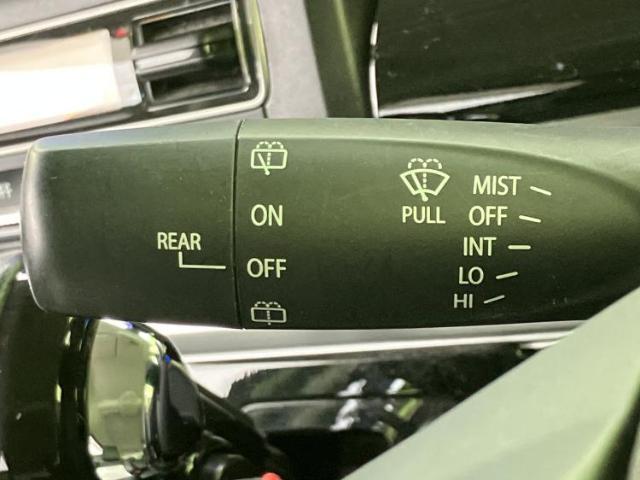 REAR
ON
OFF
PULL
MIST
OFF
INT
LO
HI